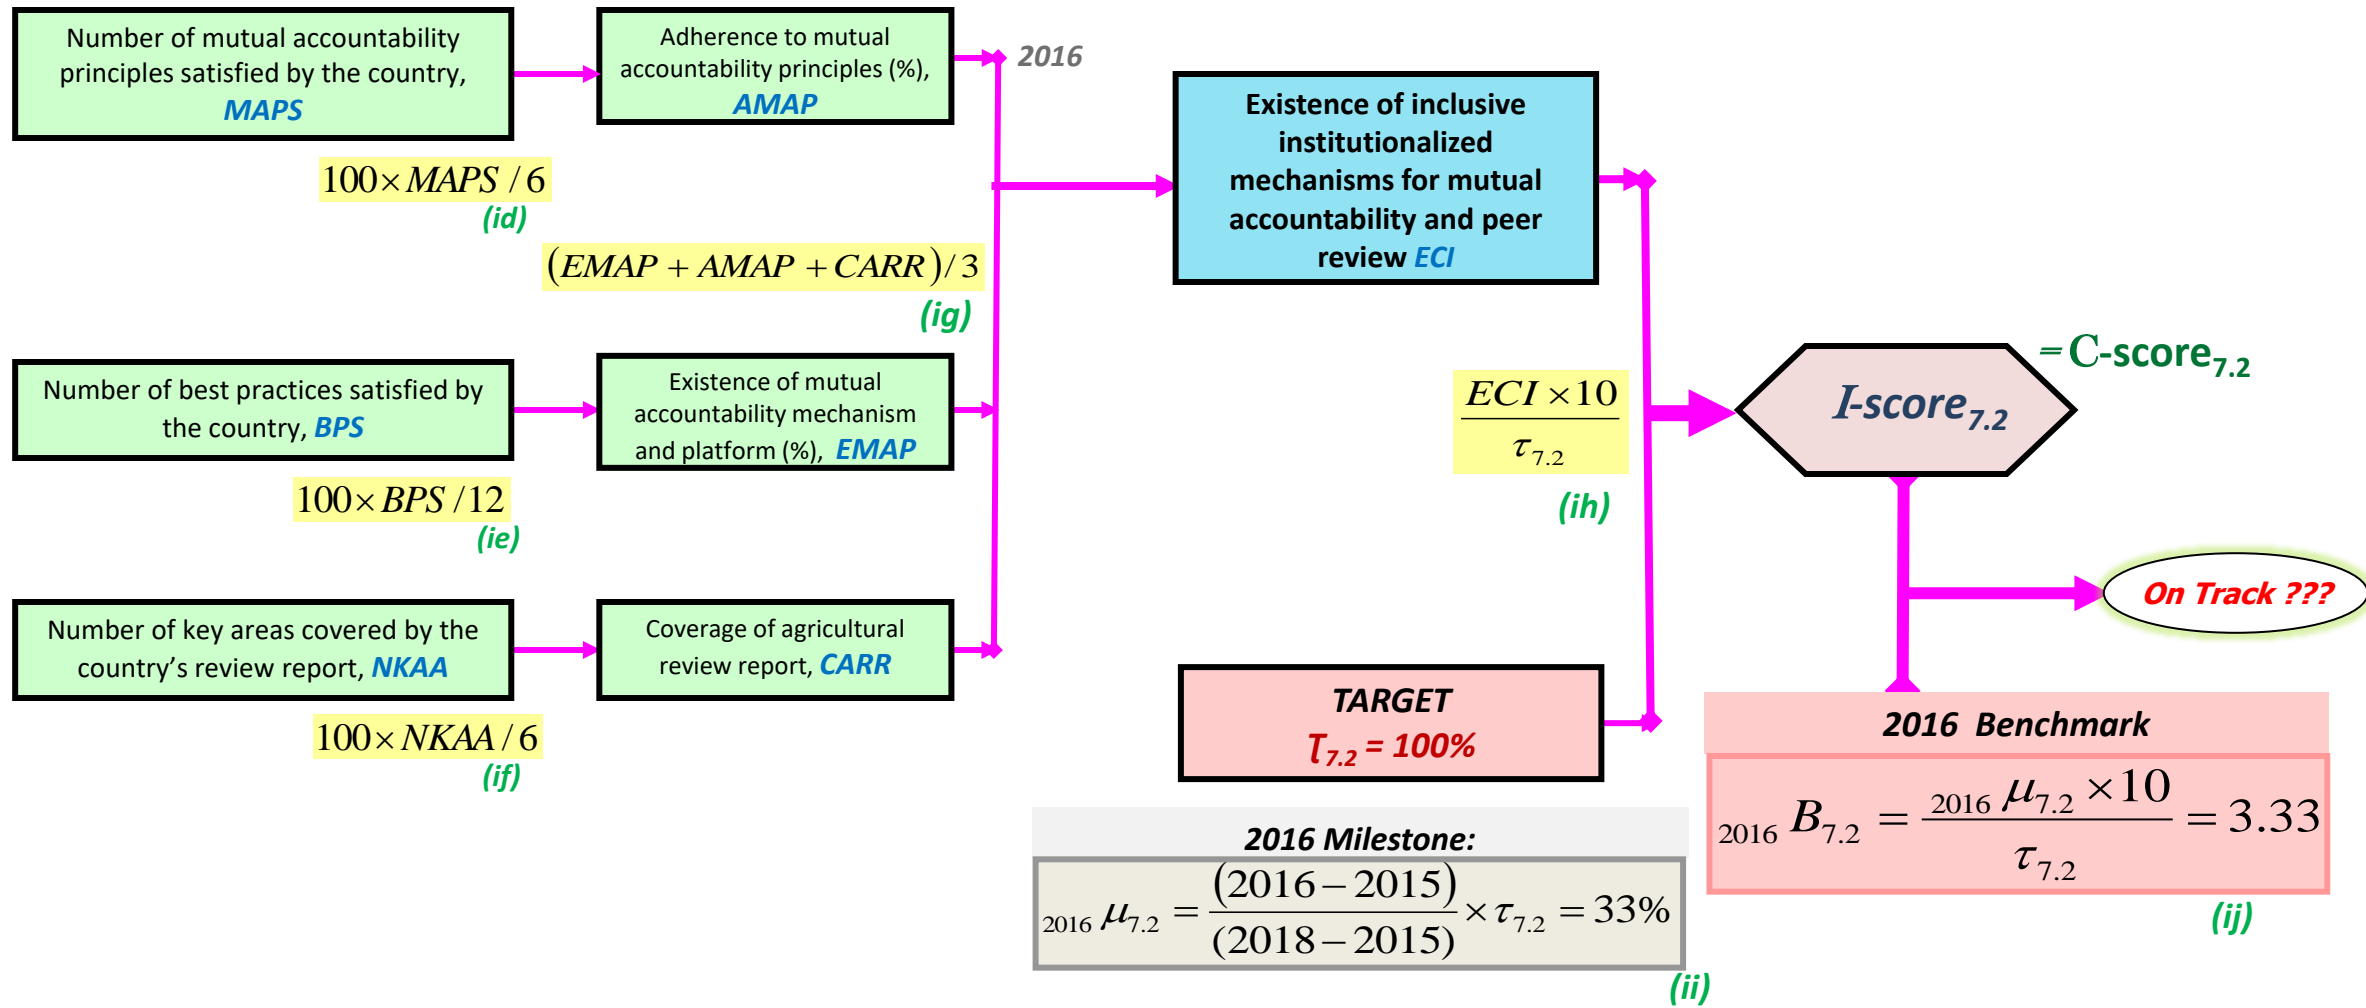 Number of mutual accountability
principles satisfied by the country,
MAPS
Adherence to mutual
accountability principles (%),
AMAP
2016
100 × MAPS / 6
(id)
(EMAP + AMAP + CARR) / 3
(ig)
Existence of inclusive
institutionalized
mechanisms for mutual
accountability and peer
review ECI
Number of best practices satisfied by
the country, BPS
Existence of mutual
accountability mechanism
and platform (%), EMAP
100 × BPS / 12
(ie)
ECI × 10
τ7.2
(ih)
I-score7.2
= C-score7.2
On Track ???
Number of key areas covered by the
country’s review report, NKAA
Coverage of agricultural
review report, CARR
100 × NKAA / 6
(if)
TARGET
Ʈ7.2 = 100%
2016 Milestone:
2016 μ7.2 = (2016 – 2015) / (2018 – 2015) × τ7.2 = 33%
(ii)
2016 Benchmark
2016 B7.2 = 2016 μ7.2 × 10 / τ7.2 = 3.33
(ij)